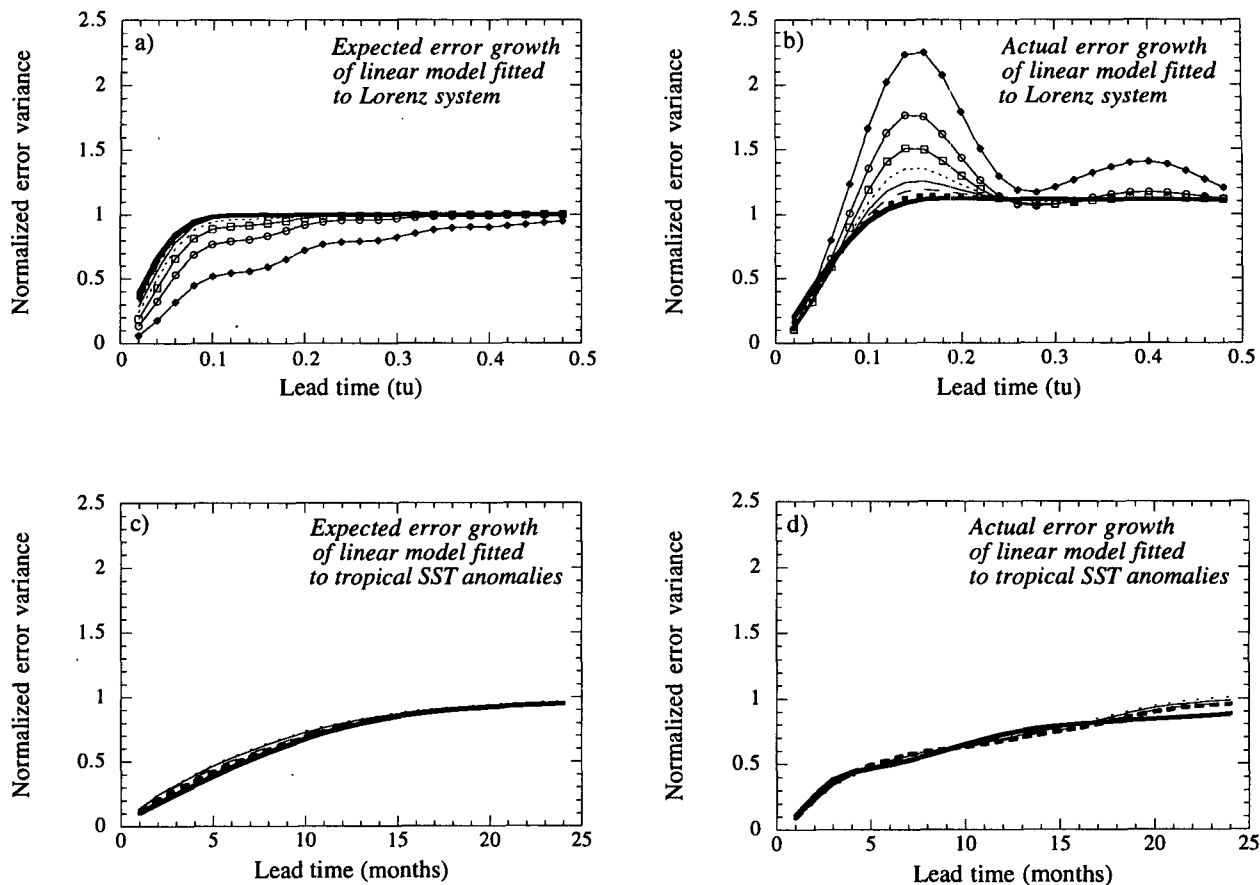 a)
Expected error growth
of linear model fitted
to Lorenz system
Normalized error variance
2.5
2
1.5
1
0.5
0
0
0.1
0.2
0.3
0.4
0.5
Lead time (tu)
b)
Actual error growth
of linear model fitted
to Lorenz system
Normalized error variance
2.5
2
1.5
1
0.5
0
0
0.1
0.2
0.3
0.4
0.5
Lead time (tu)
c)
Expected error growth
of linear model fitted
to tropical SST anomalies
Normalized error variance
2.5
2
1.5
1
0.5
0
0
5
10
15
20
25
Lead time (months)
d)
Actual error growth
of linear model fitted
to tropical SST anomalies
Normalized error variance
2.5
2
1.5
1
0.5
0
0
5
10
15
20
25
Lead time (months)